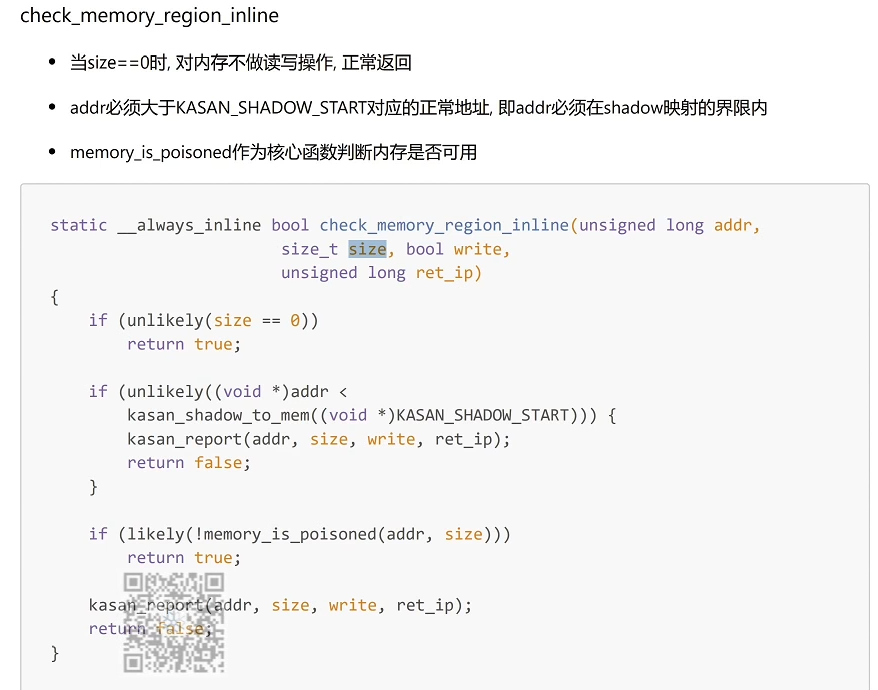 check_memory_region_inline
• 当size==0时, 对内存不做读写操作, 正常返回
• addr必须大于KASAN_SHADOW_START对应的正常地址, 即addr必须在shadow映射的界限内
• memory_is_poisoned作为核心函数判断内存是否可用
static __always_inline bool check_memory_region_inline(unsigned long addr,
size_t size, bool write,
unsigned long ret_ip)
{
if (unlikely(size == 0))
return true;
if (unlikely((void *)addr <
kasan_shadow_to_mem((void *)KASAN_SHADOW_START))) {
kasan_report(addr, size, write, ret_ip);
return false;
}
if (likely(!memory_is_poisoned(addr, size)))
return true;
kasan_report(addr, size, write, ret_ip);
return false;
}